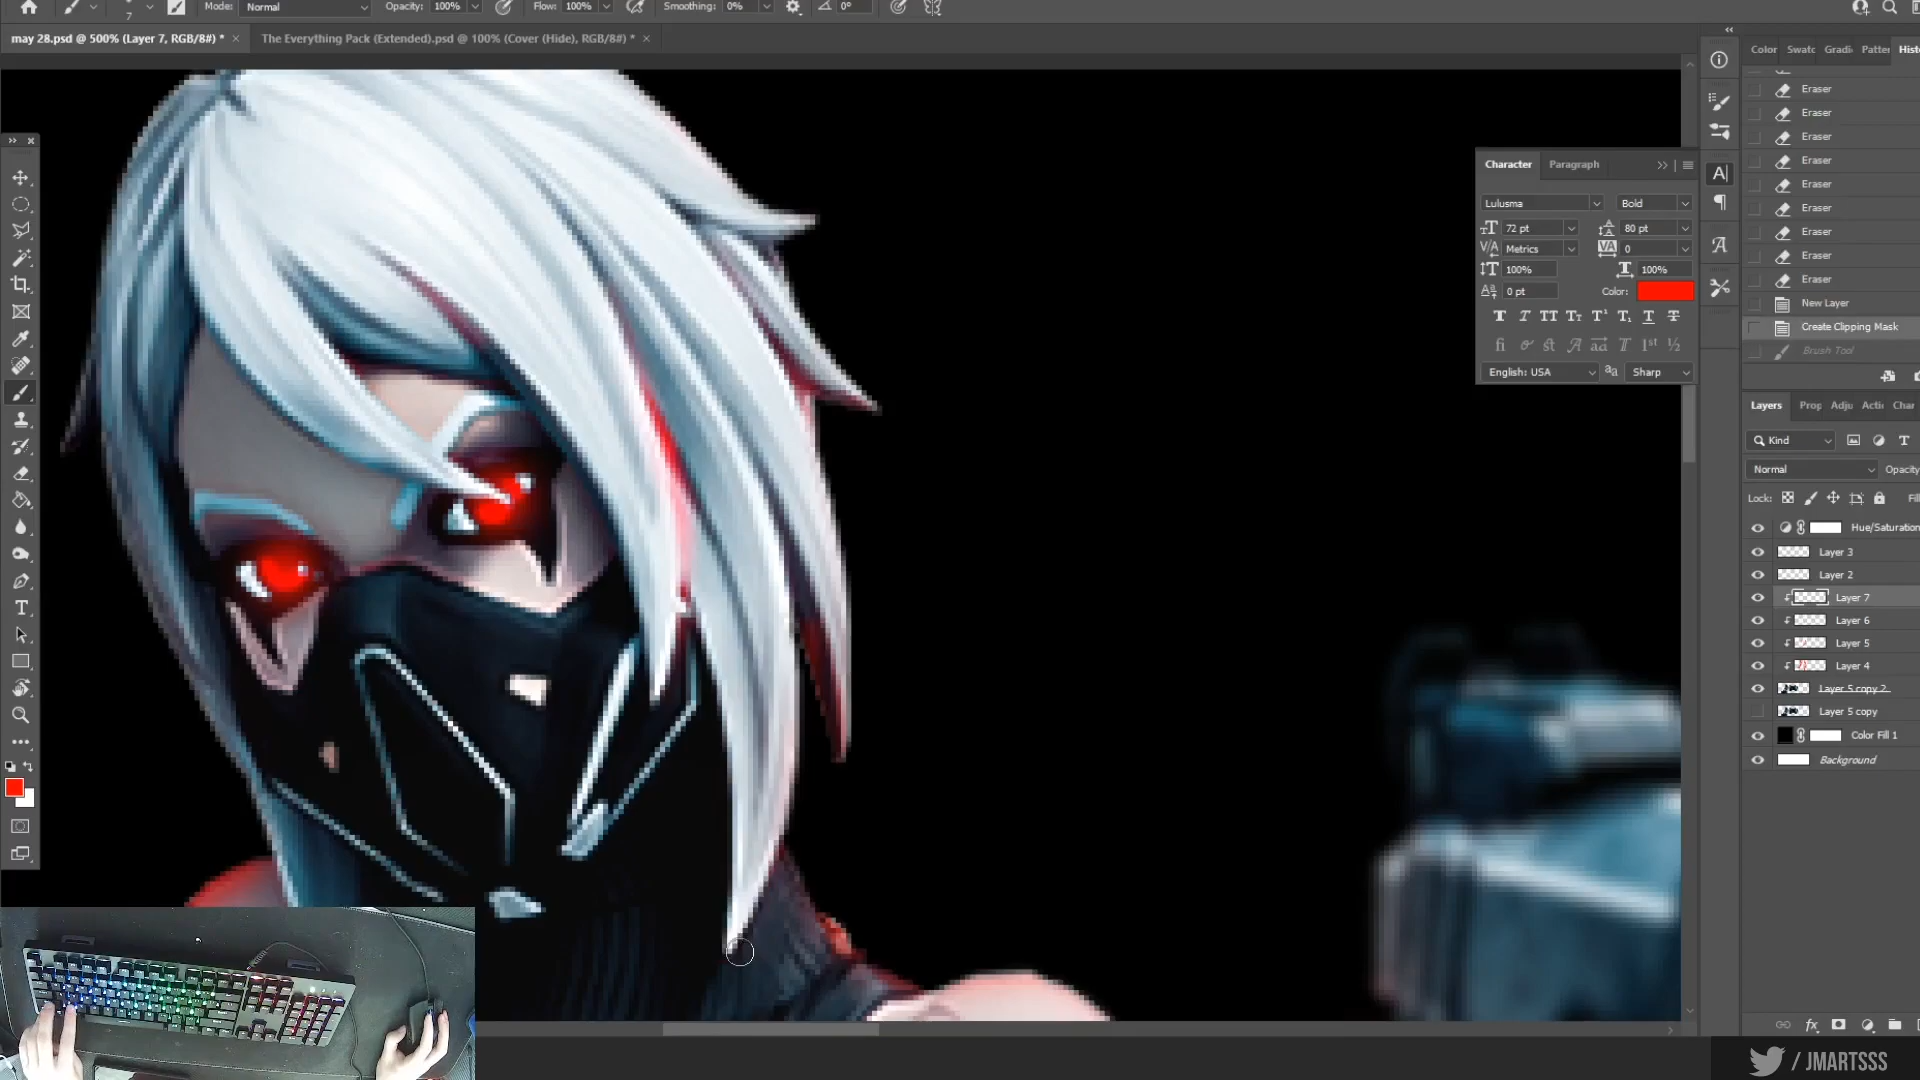 Mode: Normal Opacity: 100% Flow: 100% Smoothing: 0% 0°
7
may 28.psd @ 500% (Layer 7, RGB/8#) * × The Everything Pack (Extended).psd @ 100% (Cover (Hide), RGB/8#) * ×
Color Swatc Gradi Patter Hist
Eraser
Eraser
Eraser
Eraser
Eraser
Eraser
Eraser
Eraser
Eraser
New Layer
Create Clipping Mask
Brush Tool
Character Paragraph
Lulusma Bold
72 pt 80 pt
Metrics 0
100% 100%
0 pt Color:
English: USA Sharp
Layers Prop Adju Acti Char
Kind
Normal Opacity
Lock: Fil
Hue/Saturation
Layer 3
Layer 2
Layer 7
Layer 6
Layer 5
Layer 4
Layer 5 copy 2
Layer 5 copy
Color Fill 1
Background
/ JMARTSSS